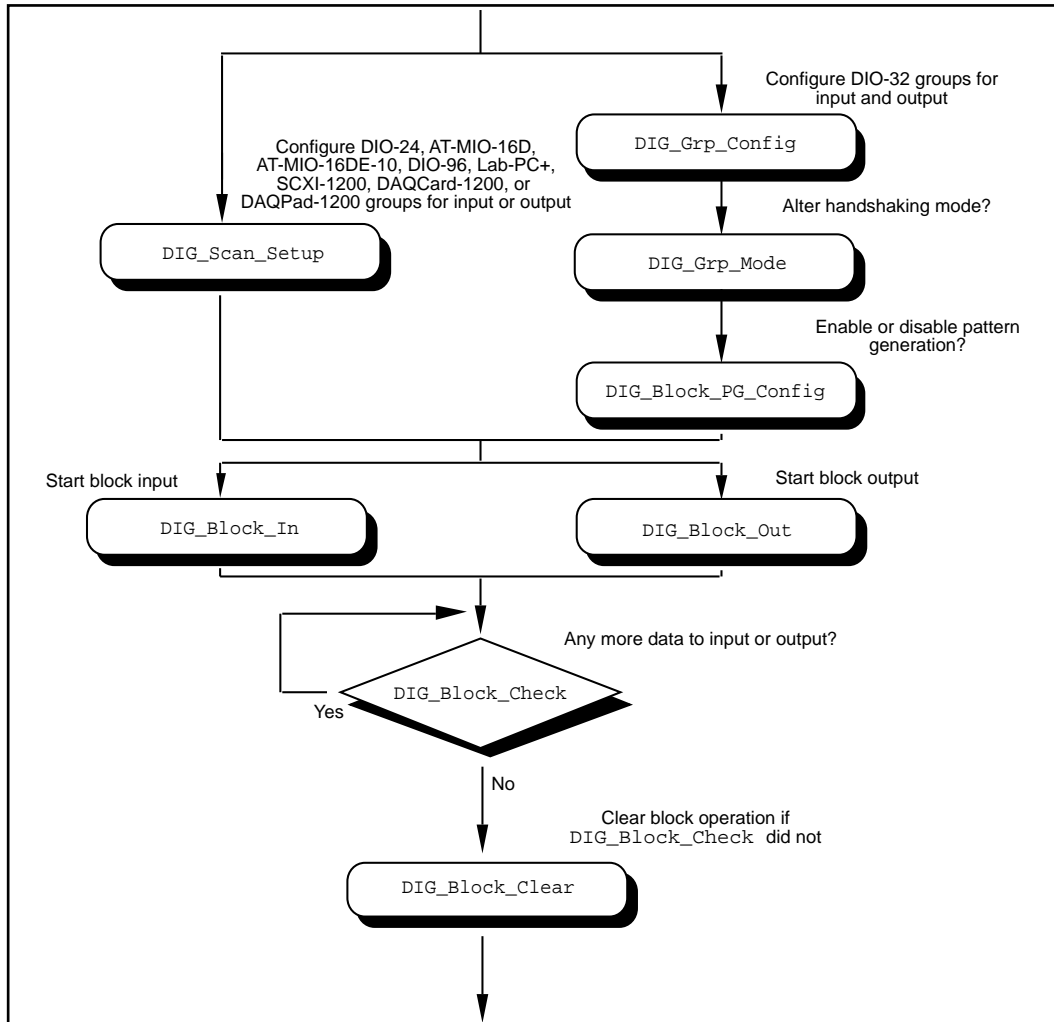 Configure DIO-32 groups for
input and output
DIG_Grp_Config
Configure DIO-24, AT-MIO-16D,
AT-MIO-16DE-10, DIO-96, Lab-PC+,
SCXI-1200, DAQCard-1200, or
DAQPad-1200 groups for input or output
Alter handshaking mode?
DIG_Scan_Setup
DIG_Grp_Mode
Enable or disable pattern
generation?
DIG_Block_PG_Config
Start block input
Start block output
DIG_Block_In
DIG_Block_Out
Any more data to input or output?
DIG_Block_Check
Yes
No
Clear block operation if
DIG_Block_Check did not
DIG_Block_Clear